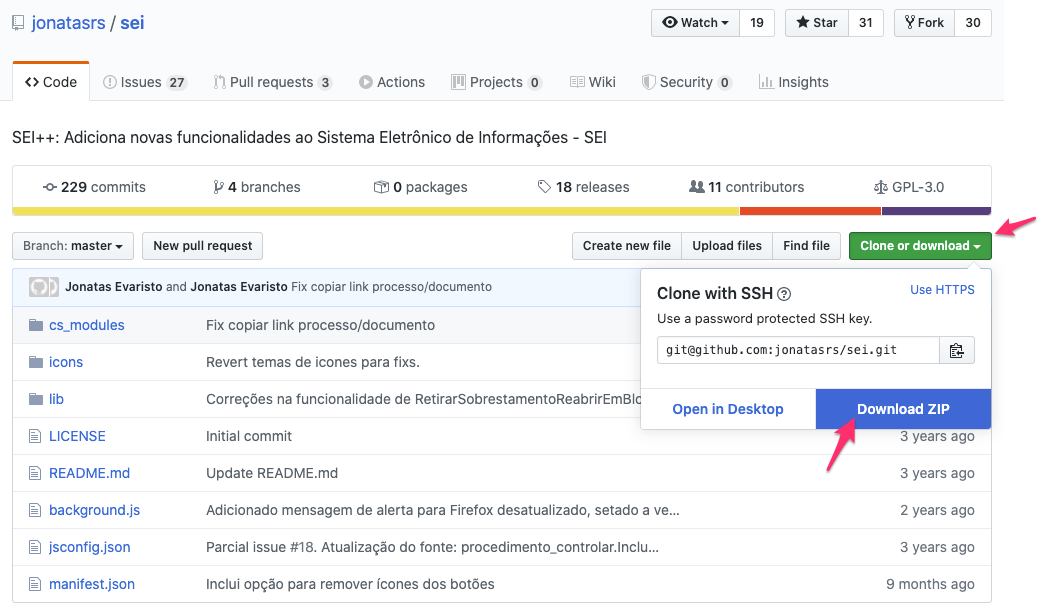 jonatasrs / sei
Watch 19 Star 31 Fork 30
Code Issues 27 Pull requests 3 Actions Projects 0 Wiki Security 0 Insights
SEI++: Adiciona novas funcionalidades ao Sistema Eletrônico de Informações - SEI
229 commits 4 branches 0 packages 18 releases 11 contributors GPL-3.0
Branch: master New pull request Create new file Upload files Find file Clone or download
Jonatas Evaristo and Jonatas Evaristo Fix copiar link processo/documento
Clone with SSH ? Use HTTPS
Use a password protected SSH key.
git@github.com:jonatasrs/sei.git
Open in Desktop Download ZIP
cs_modules Fix copiar link processo/documento
icons Revert temas de icones para fixs.
lib Correções na funcionalidade de RetirarSobrestamentoReabrirEmBlo
LICENSE Initial commit 3 years ago
README.md Update README.md 3 years ago
background.js Adicionado mensagem de alerta para Firefox desatualizado, setado a ve... 2 years ago
jsconfig.json Parcial issue #18. Atualização do fonte: procedimento_controlar.Inclu... 3 years ago
manifest.json Inclui opção para remover ícones dos botões 9 months ago